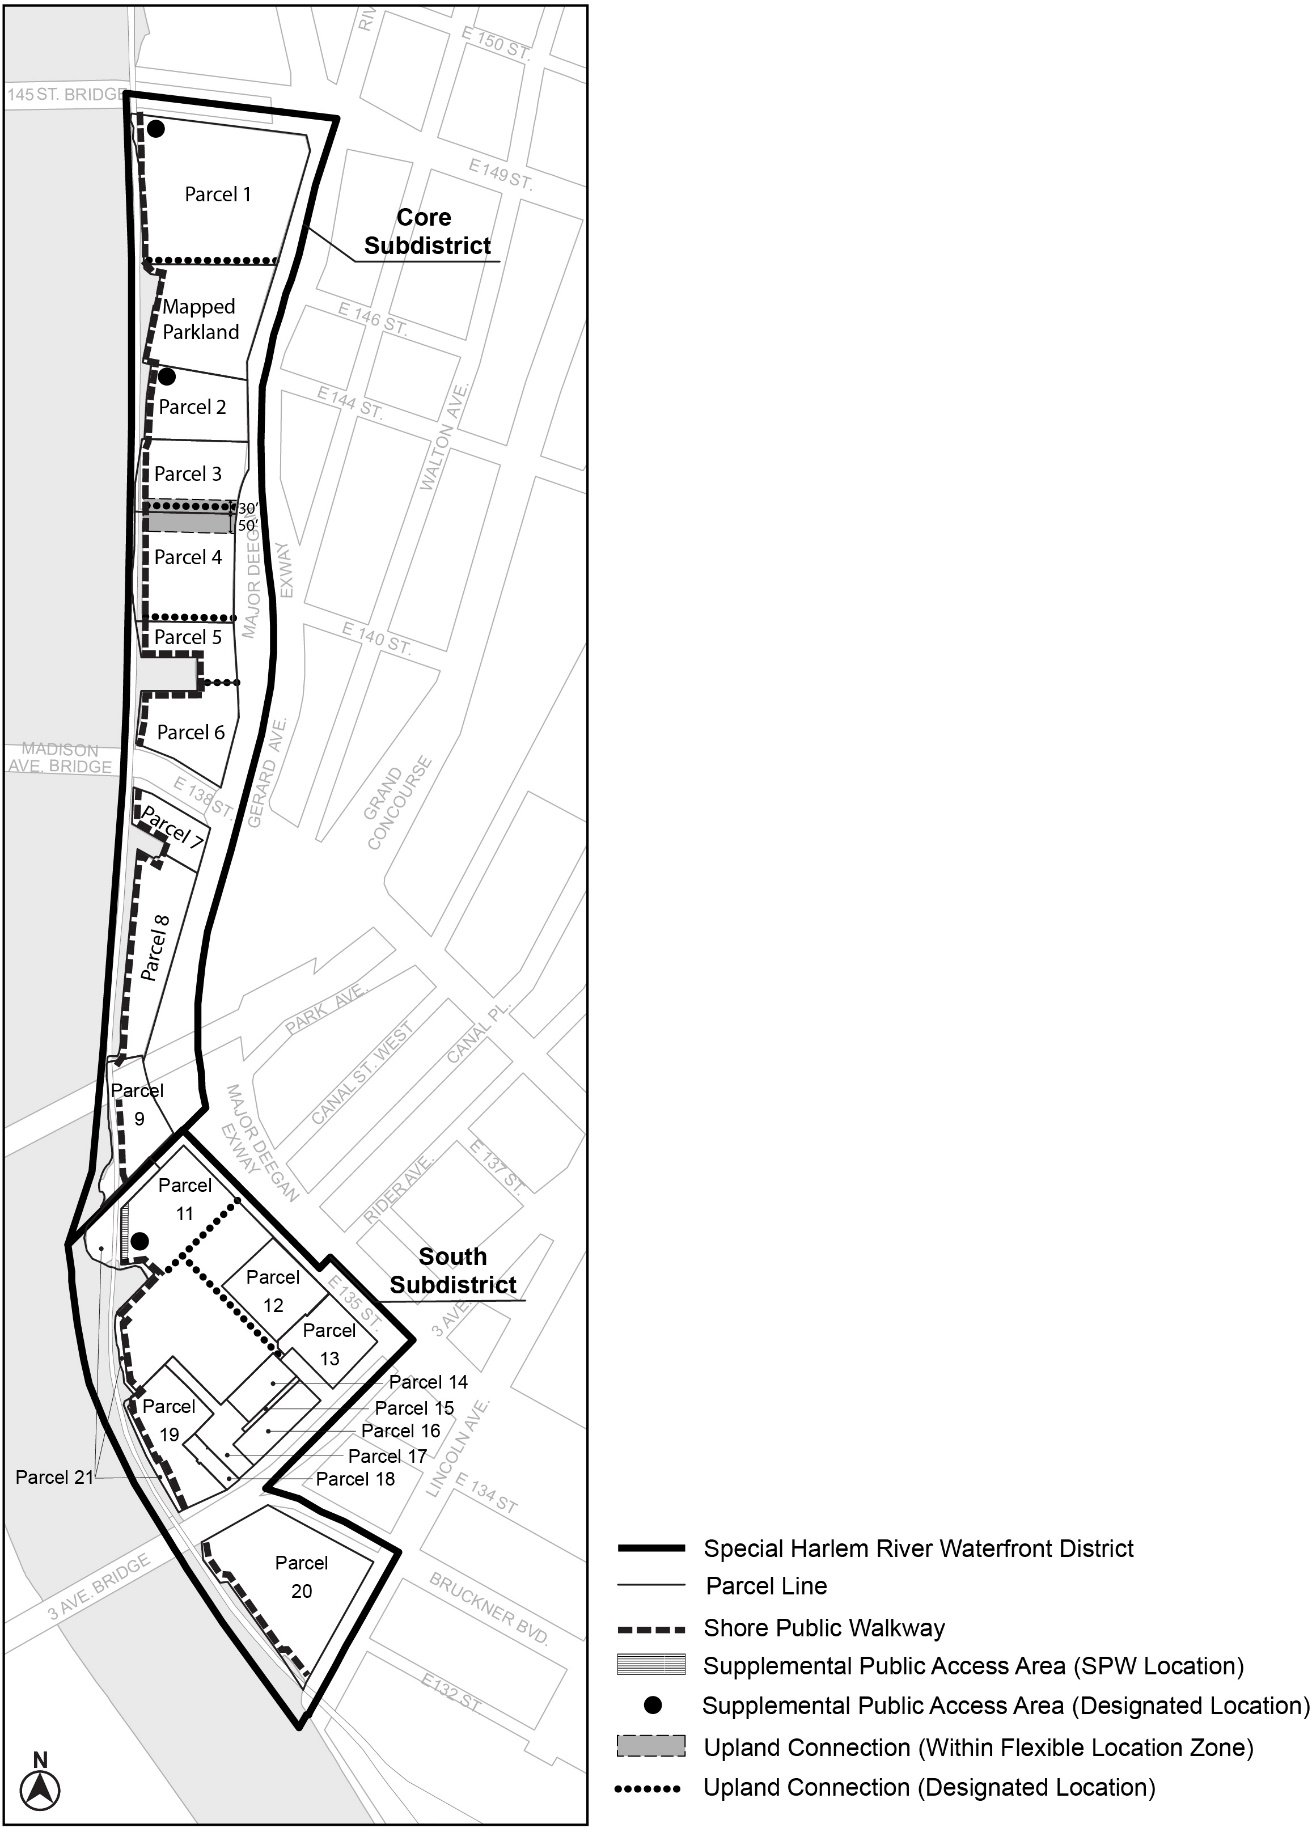 RIV
E 150 ST.
145 ST. BRIDGE
E 149 ST.
Parcel 1
Core
Subdistrict
Mapped
Parkland
E 146 ST.
E 144 ST.
Parcel 2
WALTON AVE.
Parcel 3
30'
50'
Parcel 4
MAJOR DEEGAN
EXWAY
Parcel 5
E 140 ST.
Parcel 6
MADISON
AVE. BRIDGE
GERARD AVE.
E 138 ST.
GRAND
CONCOURSE
Parcel 7
Parcel 8
PARK AVE.
CANAL ST. WEST
CANAL PL.
Parcel
9
MAJOR DEEGAN
EXWAY
E 137 ST.
RIDER AVE.
Parcel
11
South
Subdistrict
Parcel
12
E 135 ST.
3 AVE.
Parcel
13
Parcel 14
Parcel 15
Parcel 16
Parcel 17
Parcel 18
Parcel
19
Parcel 21
LINCOLN AVE.
E 134 ST
3 AVE. BRIDGE
Parcel
20
BRUCKNER BVD.
E132 ST
N
Special Harlem River Waterfront District
Parcel Line
Shore Public Walkway
Supplemental Public Access Area (SPW Location)
Supplemental Public Access Area (Designated Location)
Upland Connection (Within Flexible Location Zone)
Upland Connection (Designated Location)